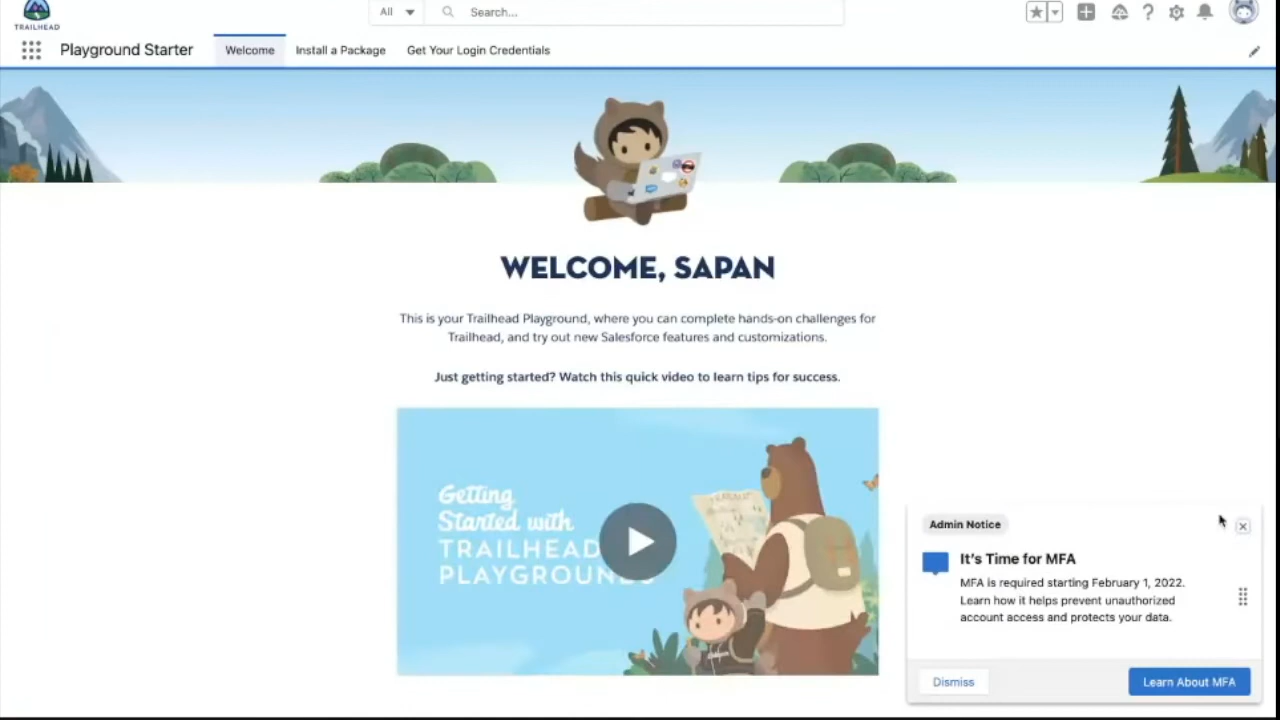 TRAILHEAD
All
Search...
Playground Starter
Welcome
Install a Package
Get Your Login Credentials
WELCOME, SAPAN
This is your Trailhead Playground, where you can complete hands-on challenges for
Trailhead, and try out new Salesforce features and customizations.
Just getting started? Watch this quick video to learn tips for success.
Getting
Started with
TRAILHEAD
PLAYGROUNDS
Admin Notice
It's Time for MFA
MFA is required starting February 1, 2022.
Learn how it helps prevent unauthorized
account access and protects your data.
Dismiss
Learn About MFA